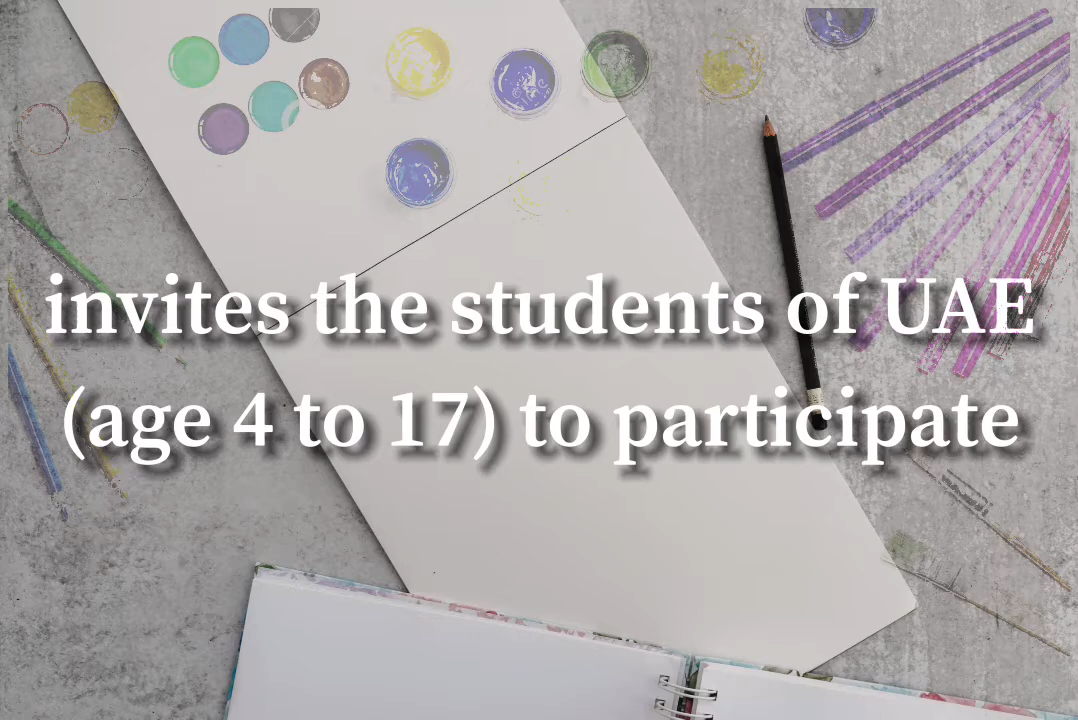 invites the students of UAE
(age 4 to 17) to participate